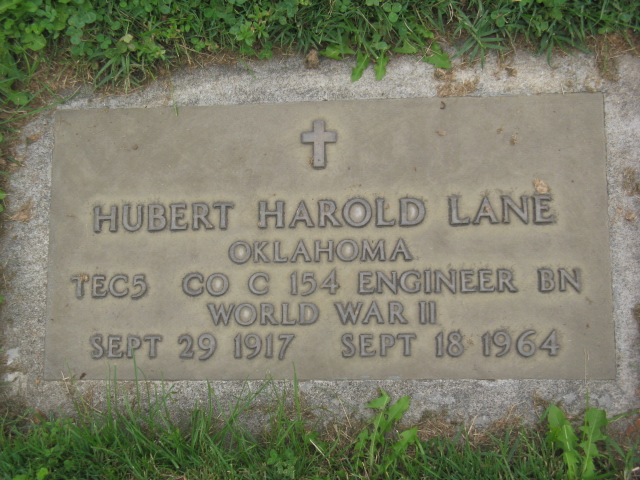 HUBERT HAROLD LANE
OKLAHOMA
TEC5 CO C 154 ENGINEER BN
WORLD WAR II
SEPT 29 1917 SEPT 18 1964